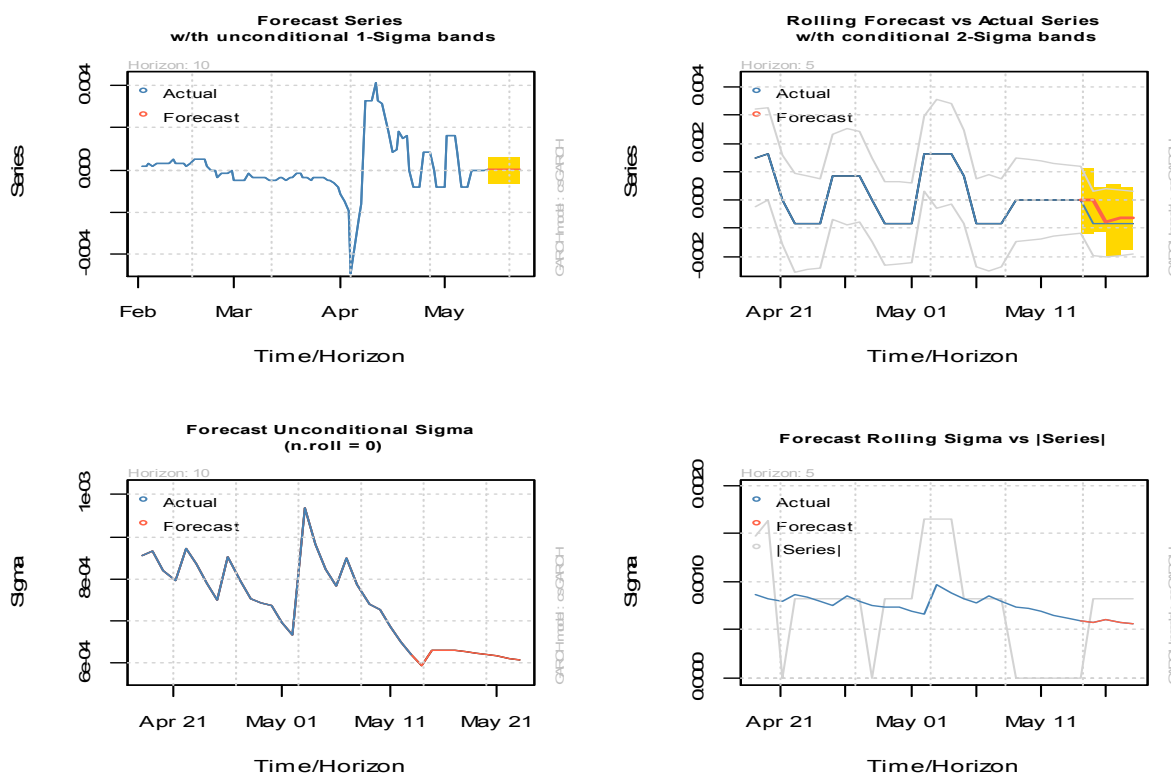 Forecast Series
w/th unconditional 1-Sigma bands
Horizon: 10
Actual
Forecast
0.004
0.000
-0.004
Series
Feb Mar Apr May
Time/Horizon
GARCH model : csGARCH
Rolling Forecast vs Actual Series
w/th conditional 2-Sigma bands
Horizon: 5
Actual
Forecast
0.004
0.002
0.000
-0.002
Series
Apr 21 May 01 May 11
Time/Horizon
Forecast Unconditional Sigma
(n.roll = 0)
Horizon: 10
Actual
Forecast
1e-03
8e-04
6e-04
Sigma
Apr 21 May 01 May 11 May 21
Time/Horizon
GARCH model : csGARCH
Forecast Rolling Sigma vs |Series|
Horizon: 5
Actual
Forecast
|Series|
0.0020
0.0010
0.0000
Sigma
Apr 21 May 01 May 11
Time/Horizon